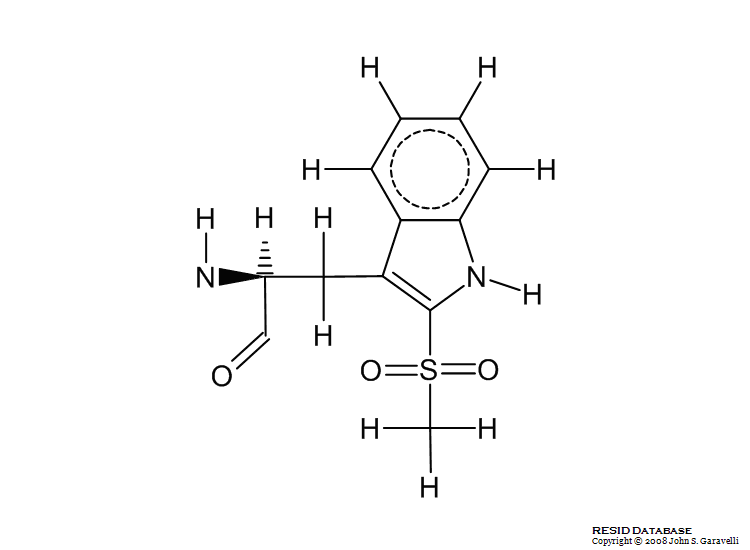 H H
H H
H H H
N N H
H
O O S O
H H
H
RESID DATABASE
Copyright © 2008 John S. Garavelli